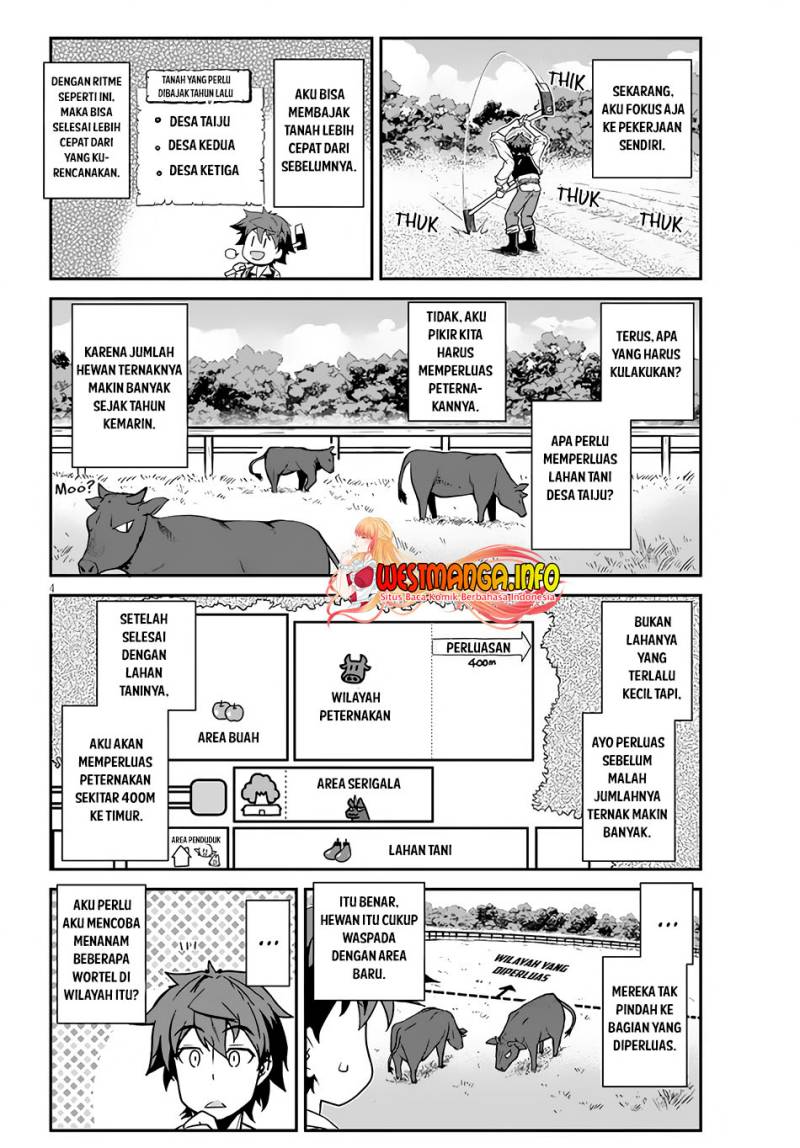 SEKARANG,
AKU FOKUS AJA
KE PEKERJAAN
SENDIRI.
THIK
THUK
THUK
THUK
AKU BISA
MEMBAJAK
TANAH LEBIH
CEPAT DARI
SEBELUMNYA.
TANAH YANG PERLU
DIBAJAK TAHUN LALU
• DESA TAIJU
• DESA KEDUA
• DESA KETIGA
DENGAN RITME
SEPERTI INI,
MAKA BISA
SELESAI LEBIH
CEPAT DARI
YANG KU-
RENCANAKAN.
TERUS, APA
YANG HARUS
KULAKUKAN?
APA PERLU
MEMPERLUAS
LAHAN TANI
DESA TAIJU?
TIDAK, AKU
PIKIR KITA
HARUS
MEMPERLUAS
PETERNA-
KANNYA.
KARENA JUMLAH
HEWAN TERNAKNYA
MAKIN BANYAK
SEJAK TAHUN
KEMARIN.
MOO?
WESTMANGA.INFO
Situs Baca Komik Berbahasa Indonesia
4
BUKAN
LAHANYA
YANG
TERLALU
KECIL TAPI,
AYO PERLUAS
SEBELUM
MALAH
JUMLAHNYA
TERNAK MAKIN
BANYAK.
PERLUASAN
400m
WILAYAH
PETERNAKAN
AREA BUAH
AREA SERIGALA
AREA PENDUDUK
LAHAN TANI
SETELAH
SELESAI
DENGAN
LAHAN
TANINYA,
AKU AKAN
MEMPERLUAS
PETERNAKAN
SEKITAR 400M
KE TIMUR.
...
MEREKA TAK
PINDAH KE
BAGIAN YANG
DIPERLUAS.
WILAYAH YANG
DIPERLUAS
ITU BENAR,
HEWAN ITU CUKUP
WASPADA
DENGAN AREA
BARU.
...
AKU PERLU
AKU MENCOBA
MENANAM
BEBERAPA
WORTEL DI
WILAYAH ITU?